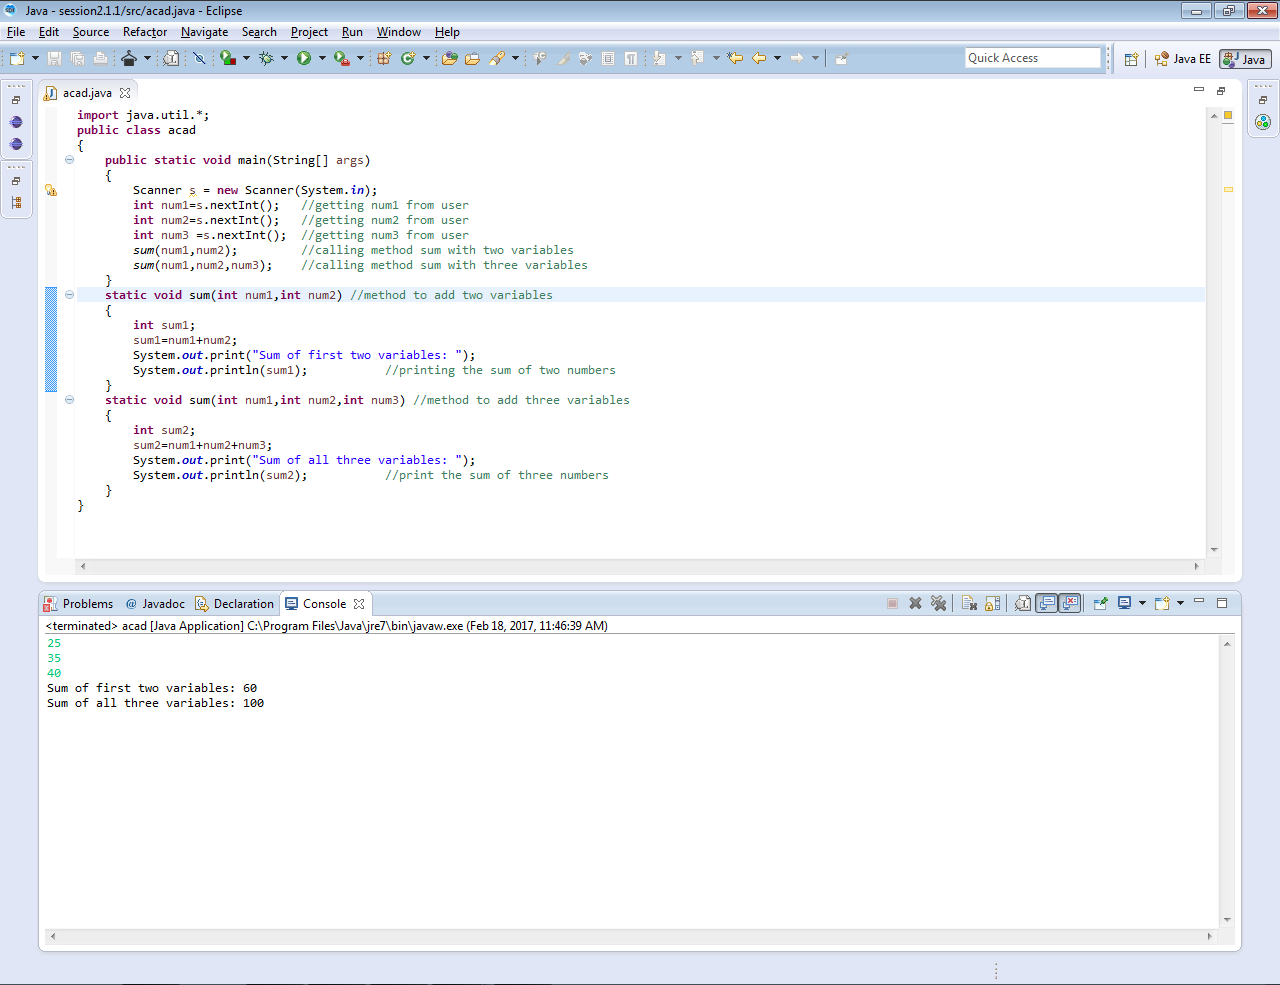 Java - session2.1.1/src/acad.java - Eclipse
File Edit Source Refactor Navigate Search Project Run Window Help
Quick Access Java EE Java
acad.java
import java.util.*;
public class acad
{
public static void main(String[] args)
{
Scanner s = new Scanner(System.in);
int num1=s.nextInt(); //getting num1 from user
int num2=s.nextInt(); //getting num2 from user
int num3 =s.nextInt(); //getting num3 from user
sum(num1,num2); //calling method sum with two variables
sum(num1,num2,num3); //calling method sum with three variables
}
static void sum(int num1,int num2) //method to add two variables
{
int sum1;
sum1=num1+num2;
System.out.print("Sum of first two variables: ");
System.out.println(sum1); //printing the sum of two numbers
}
static void sum(int num1,int num2,int num3) //method to add three variables
{
int sum2;
sum2=num1+num2+num3;
System.out.print("Sum of all three variables: ");
System.out.println(sum2); //print the sum of three numbers
}
}
Problems @ Javadoc Declaration Console
<terminated> acad [Java Application] C:\Program Files\Java\jre7\bin\javaw.exe (Feb 18, 2017, 11:46:39 AM)
25
35
40
Sum of first two variables: 60
Sum of all three variables: 100